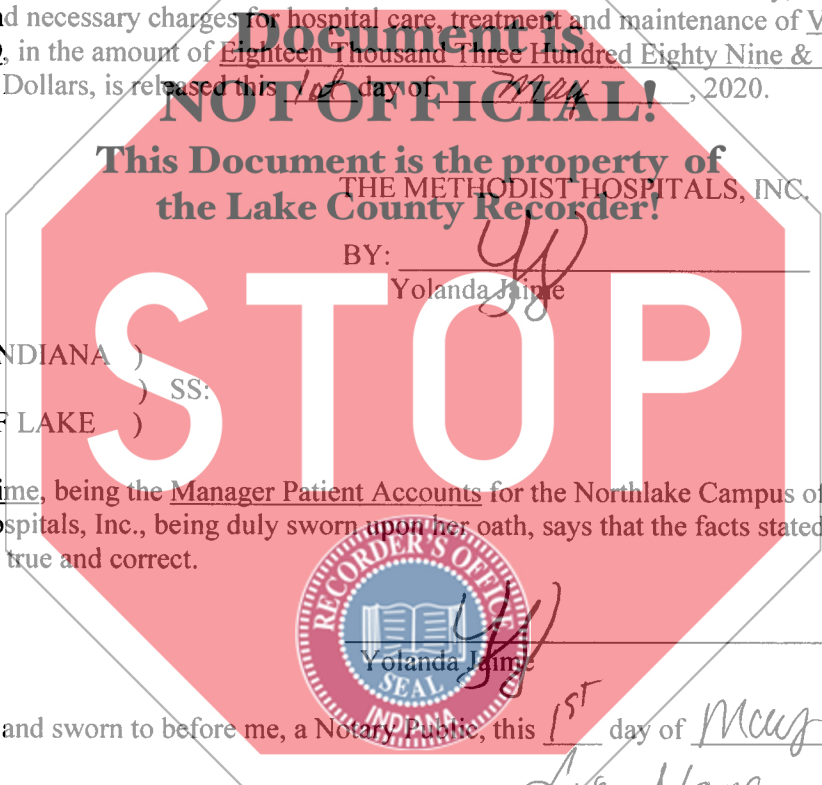 d necessary charges for hospital care, treatment and maintenance of V
Document is
, in the amount of Eighteen Thousand Three Hundred Eighty Nine &
Dollars, is released this 1st day of May, 2020.
NOT OFFICIAL!
This Document is the property of
THE METHODIST HOSPITALS, INC.
the Lake County Recorder!
BY:
Yolanda Jaime
STOP
NDIANA )
) SS:
F LAKE )
ime, being the Manager Patient Accounts for the Northlake Campus of
ospitals, Inc., being duly sworn upon her oath, says that the facts stated
true and correct.
RECORDER'S OFFICE
Yolanda Jaime
SEAL
INDIANA
and sworn to before me, a Notary Public, this 1ST day of May